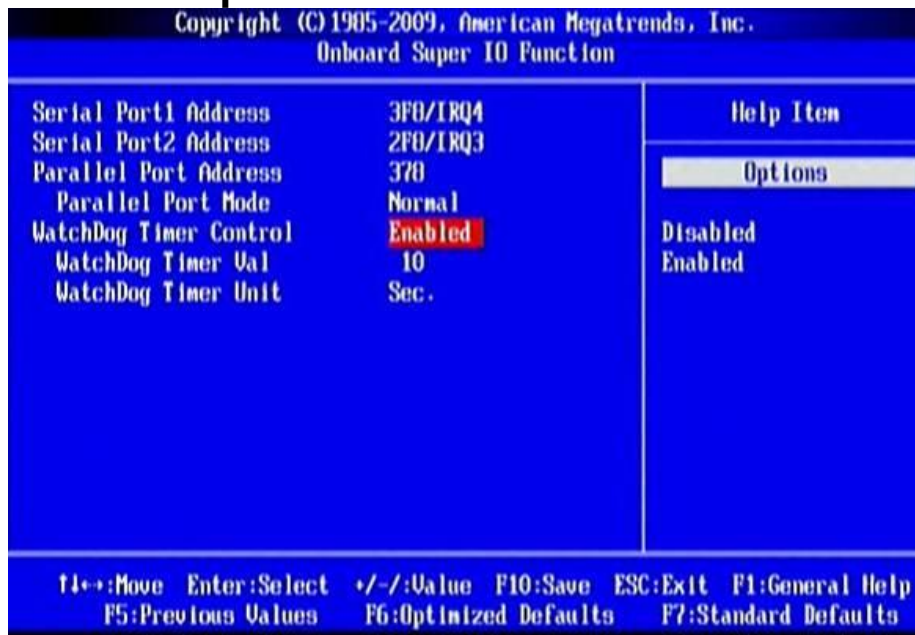 Copyright (C)1985-2009, American Megatrends, Inc.
Onboard Super IO Function
Serial Port1 Address 3F8/IRQ4
Serial Port2 Address 2F8/IRQ3
Parallel Port Address 378
Parallel Port Mode Normal
WatchDog Timer Control Enabled
WatchDog Timer Val 10
WatchDog Timer Unit Sec.
Help Item
Options
Disabled
Enabled
↑↓←→:Move Enter:Select +/-/:Value F10:Save ESC:Exit F1:General Help
F5:Previous Values F6:Optimized Defaults F7:Standard Defaults